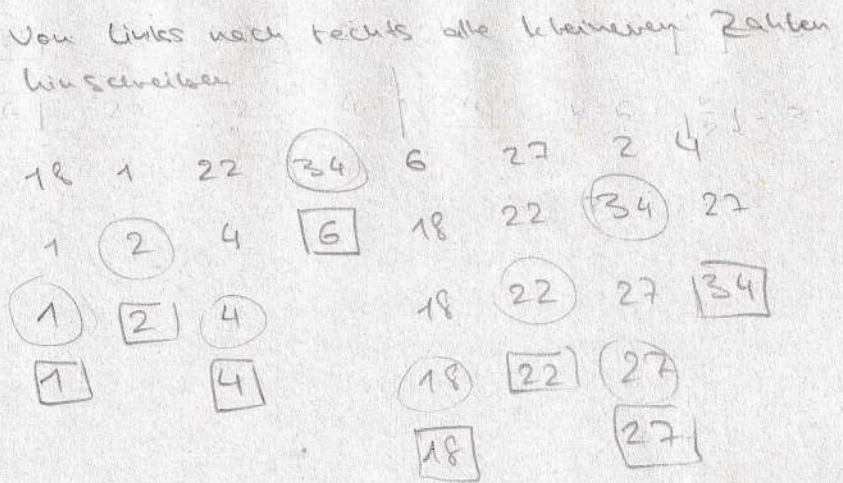 Von links nach rechts alle kleineren Zahlen
hinschreiben
18 1 22 34 6 27 2 4
1 2 4 6 18 22 34 27
1 2 4 18 22 27 34
1 4 18 22 27
18 27